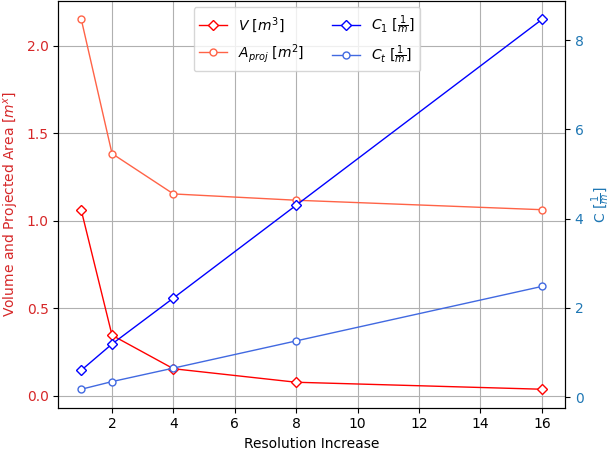 V [m³]
A_proj [m²]
C₁ [1/m]
Cₜ [1/m]
Volume and Projected Area [mˣ]
2.0
1.5
1.0
0.5
0.0
8
6
4
2
0
C [1/m]
2 4 6 8 10 12 14 16
Resolution Increase